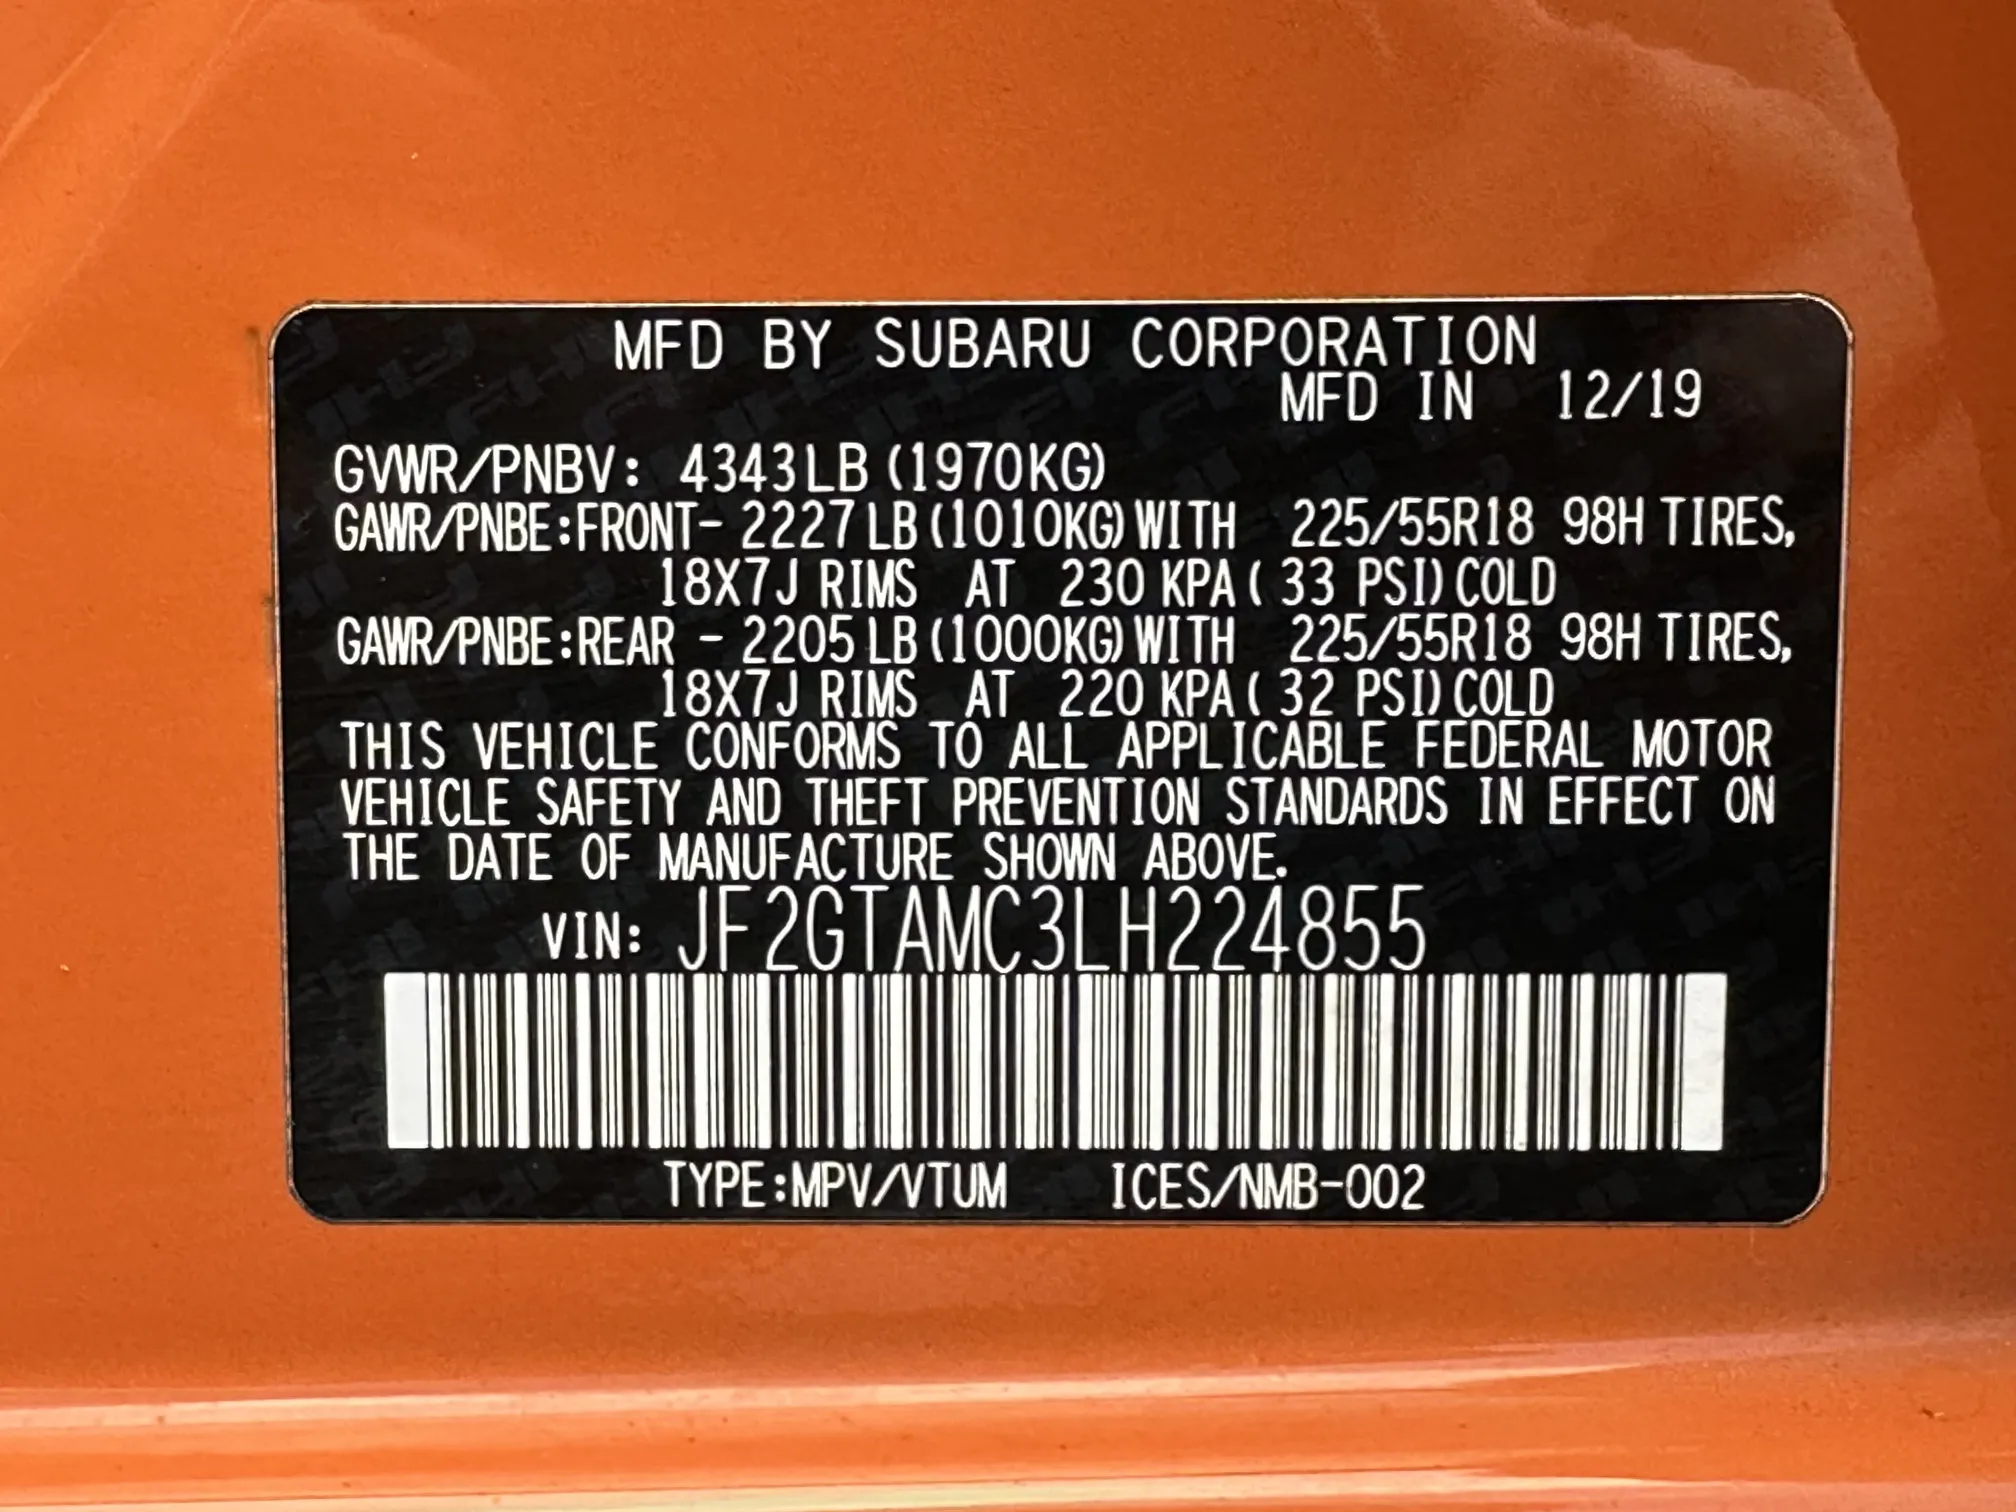 MFD BY SUBARU CORPORATION
MFD IN 12/19
GVWR/PNBV: 4343LB (1970KG)
GAWR/PNBE:FRONT- 2227LB(1010KG)WITH 225/55R18 98H TIRES,
18X7J RIMS AT 230 KPA( 33 PSI)COLD
GAWR/PNBE:REAR - 2205LB(1000KG)WITH 225/55R18 98H TIRES,
18X7J RIMS AT 220 KPA( 32 PSI)COLD
THIS VEHICLE CONFORMS TO ALL APPLICABLE FEDERAL MOTOR
VEHICLE SAFETY AND THEFT PREVENTION STANDARDS IN EFFECT ON
THE DATE OF MANUFACTURE SHOWN ABOVE.
VIN: JF2GTAMC3LH224855
TYPE:MPV/VTUM ICES/NMB-002